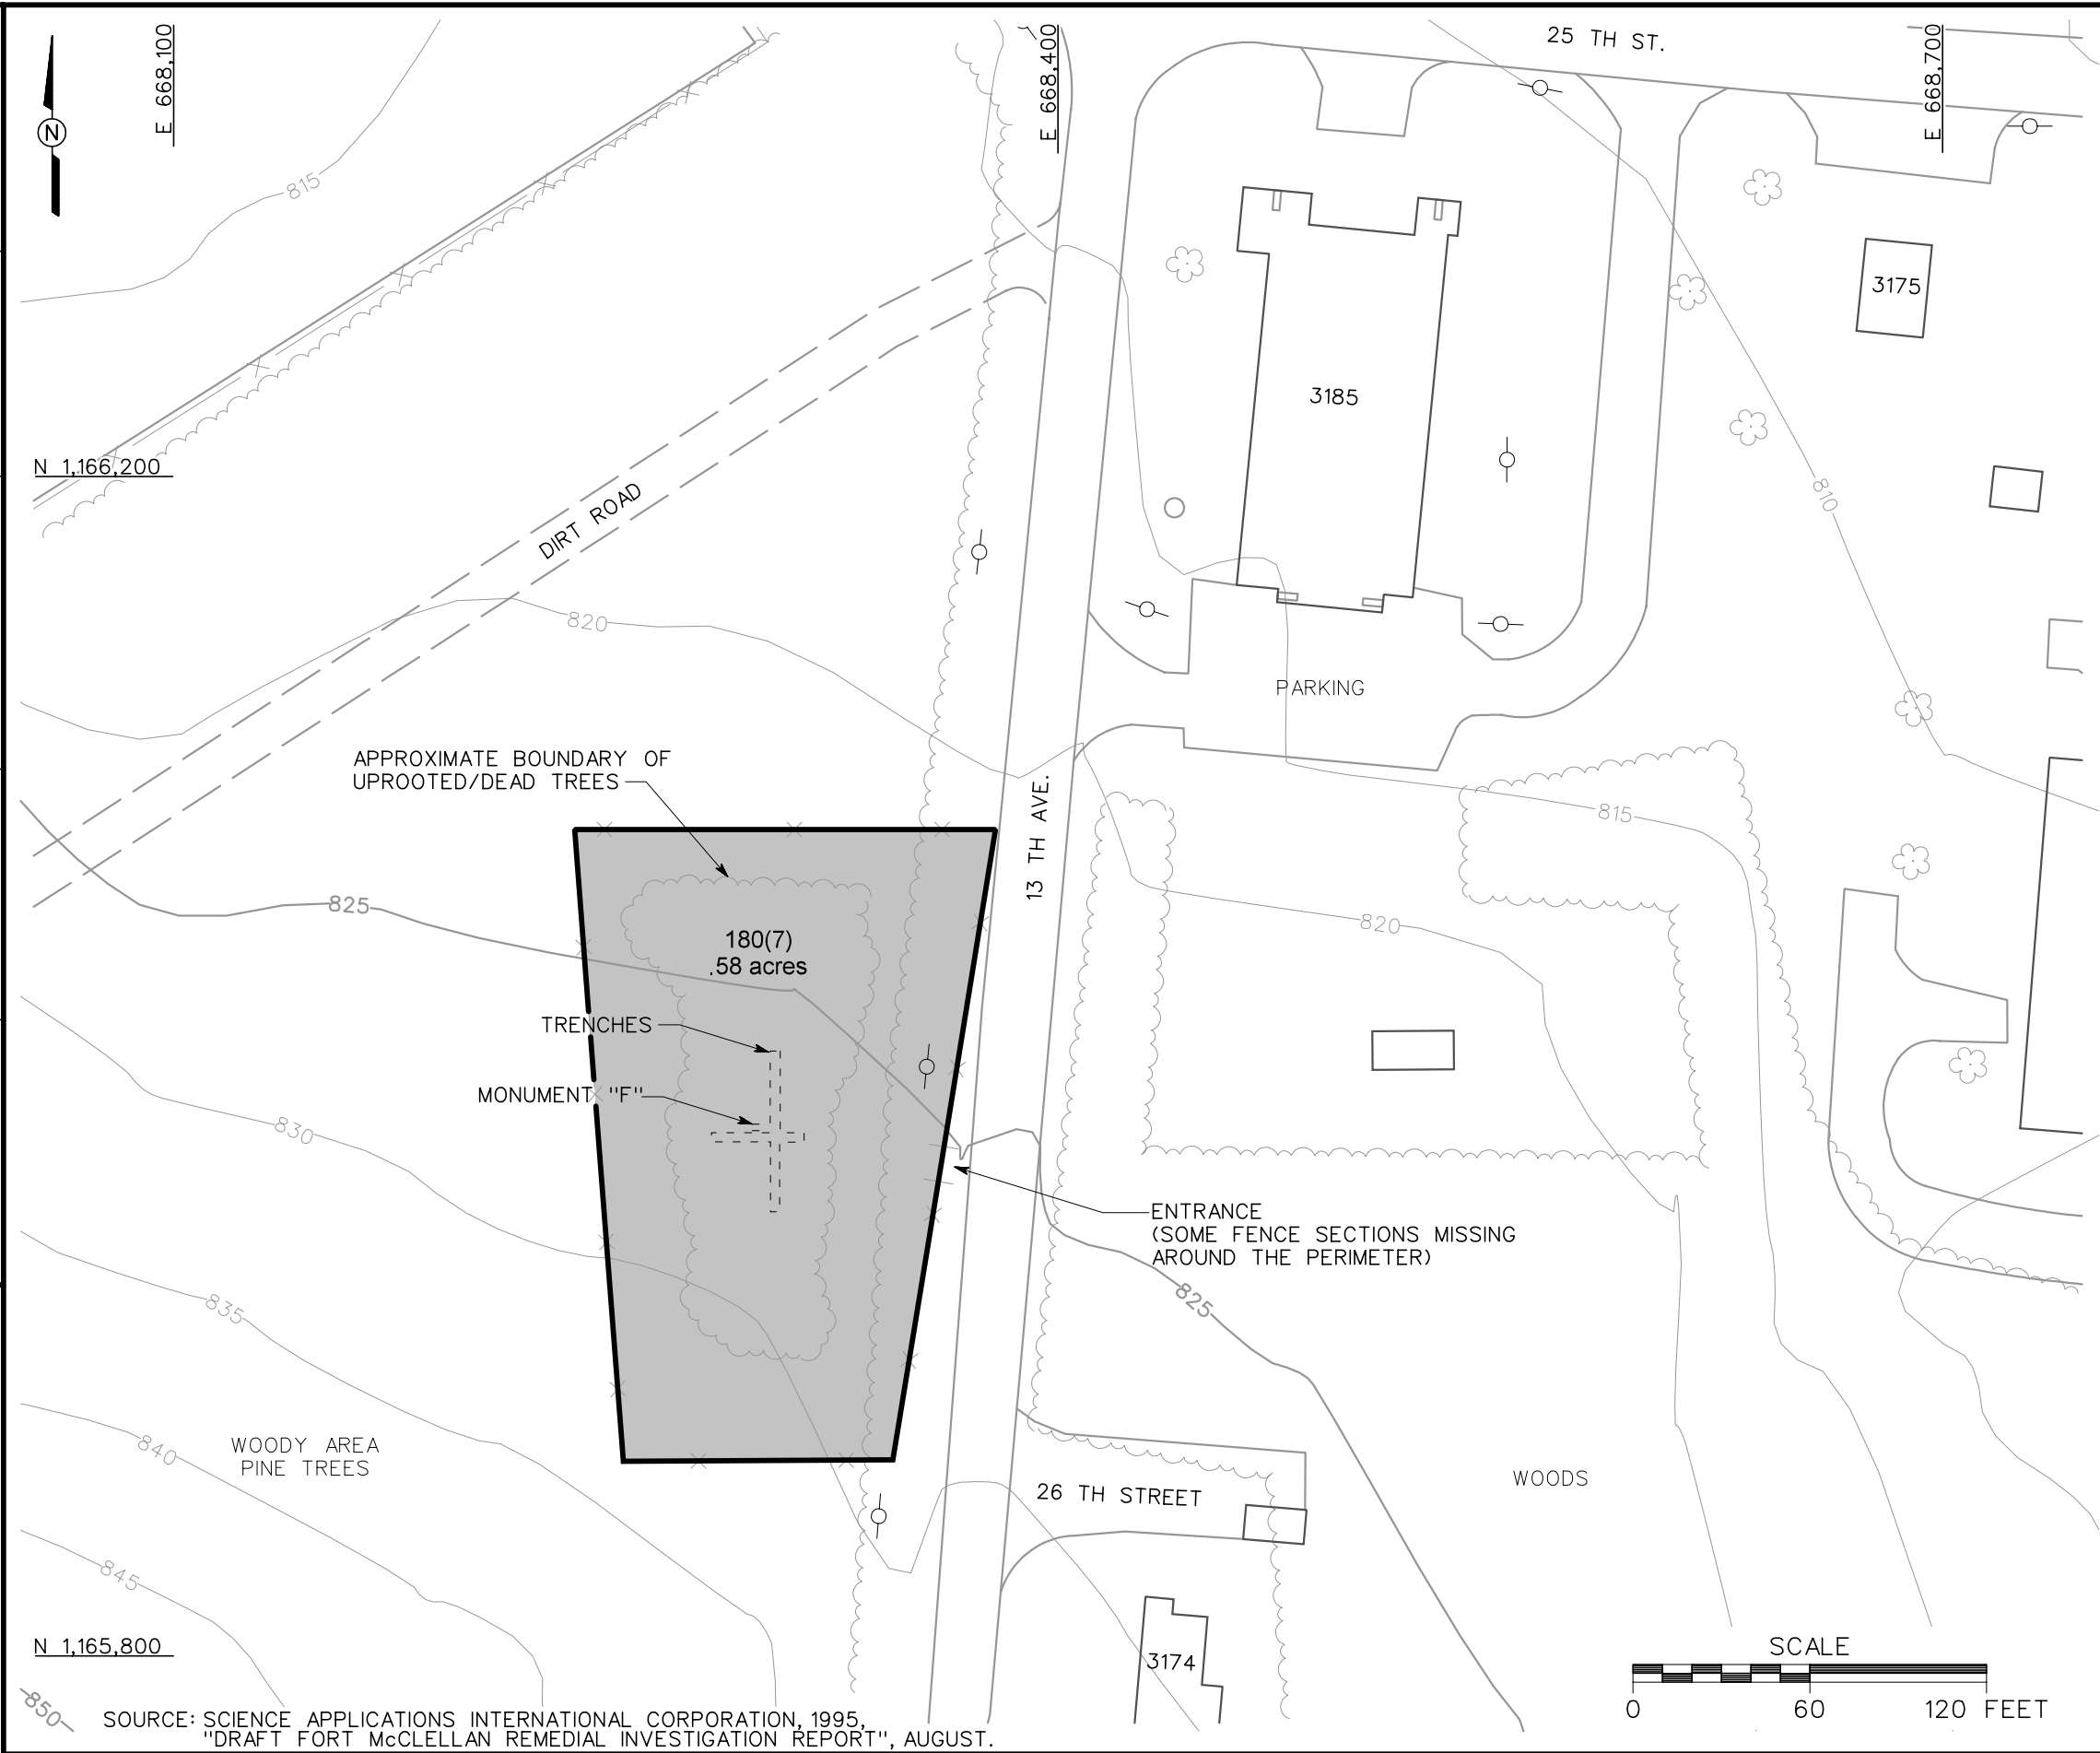 25 TH ST.
E 668,100
E 668,400
E 668,700
N
815
3175
3185
N 1,166,200
810
DIRT ROAD
820
PARKING
APPROXIMATE BOUNDARY OF
UPROOTED/DEAD TREES
13 TH AVE.
815
825
820
180(7)
.58 acres
TRENCHES
MONUMENT "F"
830
ENTRANCE
(SOME FENCE SECTIONS MISSING
AROUND THE PERIMETER)
835
825
840
WOODY AREA
PINE TREES
WOODS
26 TH STREET
845
N 1,165,800
3174
SCALE
0 60 120 FEET
850
SOURCE: SCIENCE APPLICATIONS INTERNATIONAL CORPORATION, 1995,
"DRAFT FORT McCLELLAN REMEDIAL INVESTIGATION REPORT", AUGUST.